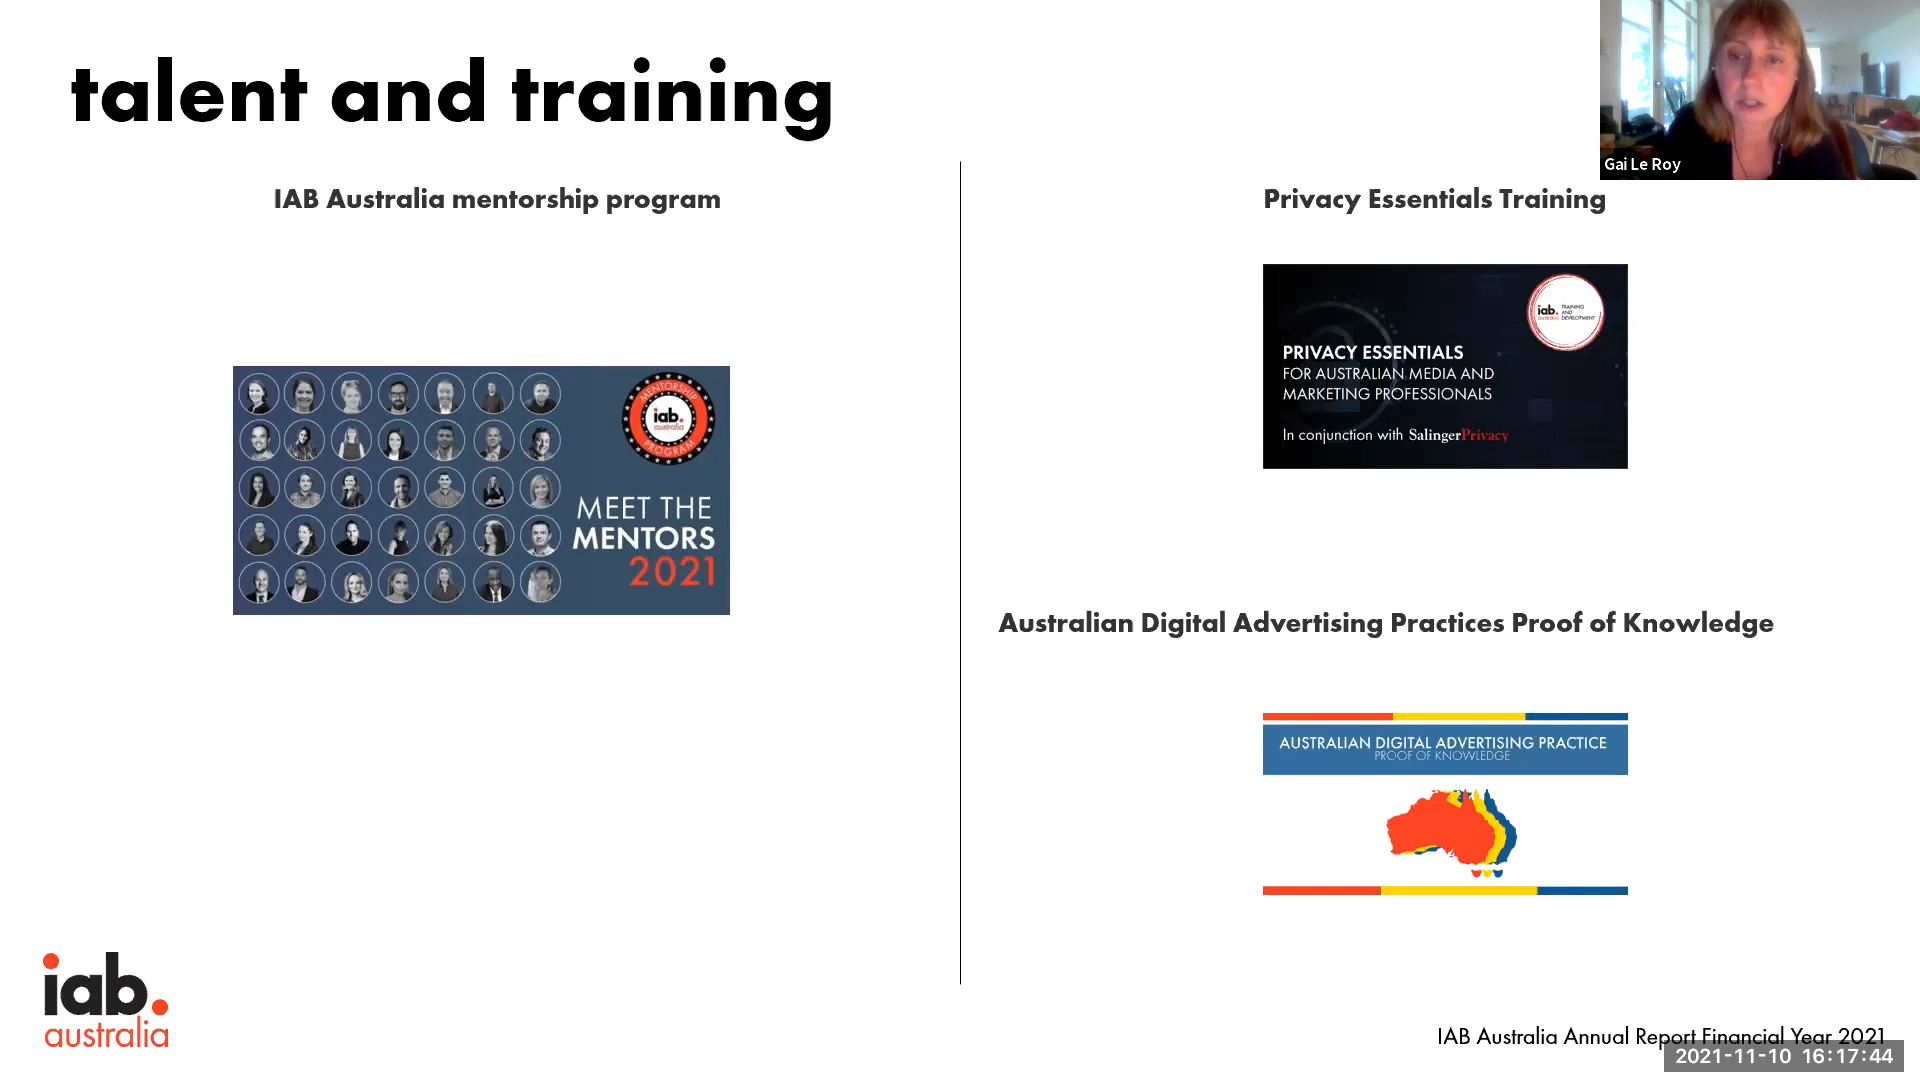 talent and training
Gai Le Roy
IAB Australia mentorship program
MENTORSHIP
iab.
australia
PROGRAM
MEET THE
MENTORS
2021
Privacy Essentials Training
iab.
australia
TRAINING
AND
DEVELOPMENT
PRIVACY ESSENTIALS
FOR AUSTRALIAN MEDIA AND
MARKETING PROFESSIONALS
In conjunction with SalingerPrivacy
Australian Digital Advertising Practices Proof of Knowledge
AUSTRALIAN DIGITAL ADVERTISING PRACTICE
PROOF OF KNOWLEDGE
iab.
australia
IAB Australia Annual Report Financial Year 2021
2021-11-10 16:17:44